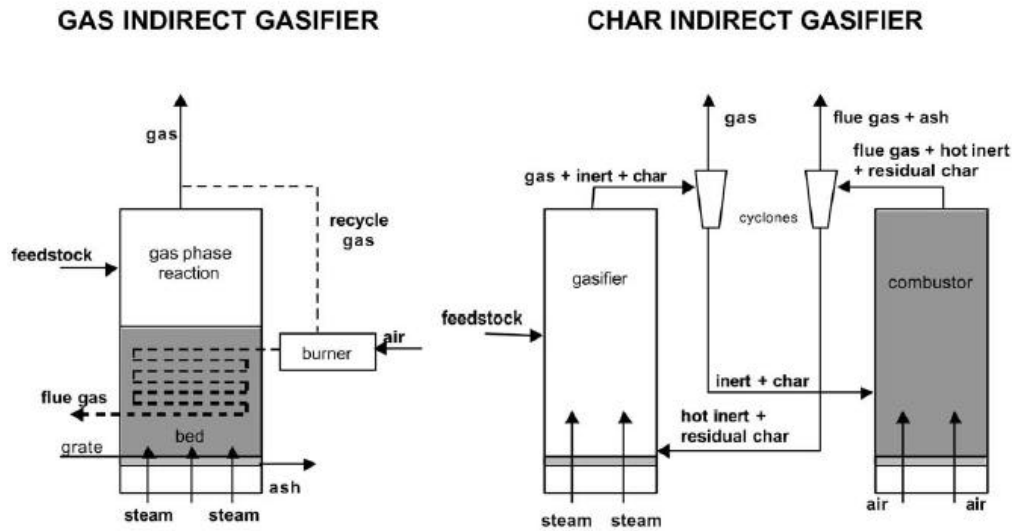 GAS INDIRECT GASIFIER
gas
recycle
gas
feedstock
gas phase
reaction
air
burner
flue gas
bed
grate
ash
steam
steam
CHAR INDIRECT GASIFIER
gas
flue gas + ash
flue gas + hot inert
+ residual char
gas + inert + char
cyclones
gasifier
combustor
feedstock
inert + char
hot inert +
residual char
steam
steam
air
air